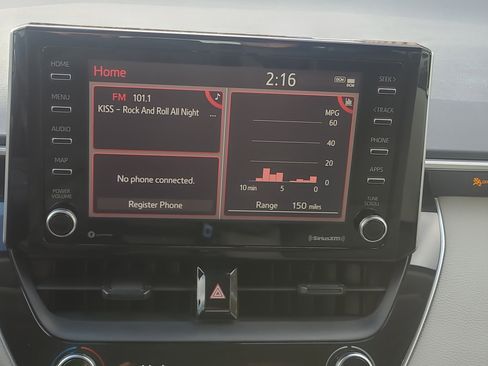 HOME
MENU
AUDIO
MAP
POWER
VOLUME
Home
2:16
DCM
FM 101.1
KISS - Rock And Roll All Night ...
No phone connected.
Register Phone
MPG
60
40
20
0
10 min 5 0
Range 150 miles
SEEK >
< TRACK
PHONE
APPS
TUNE
SCROLL
SiriusXM